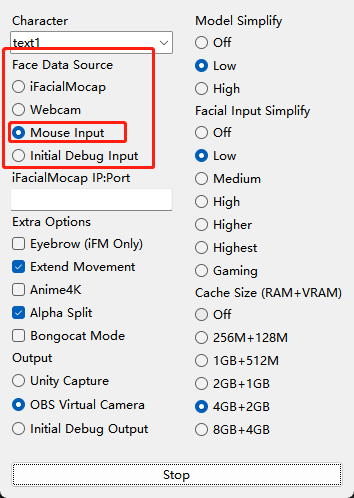 Character
text1
Face Data Source
iFacialMocap
Webcam
Mouse Input
Initial Debug Input
iFacialMocap IP:Port
Extra Options
Eyebrow (iFM Only)
Extend Movement
Anime4K
Alpha Split
Bongocat Mode
Output
Unity Capture
OBS Virtual Camera
Initial Debug Output
Model Simplify
Off
Low
High
Facial Input Simplify
Off
Low
Medium
High
Higher
Highest
Gaming
Cache Size (RAM+VRAM)
Off
256M+128M
1GB+512M
2GB+1GB
4GB+2GB
8GB+4GB
Stop